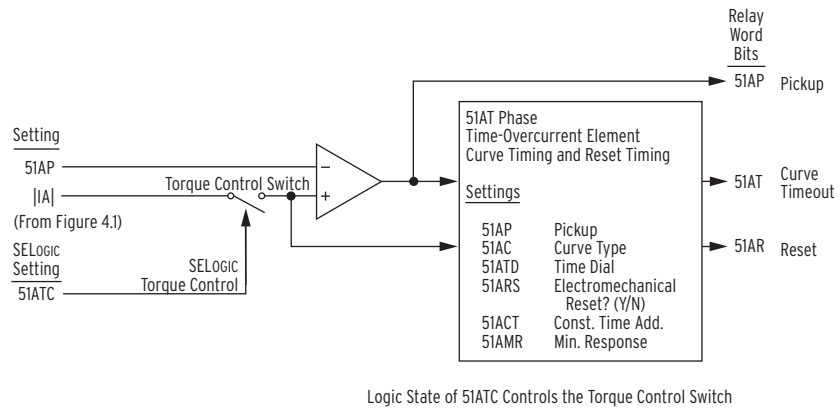 Relay
Word
Bits
51AP Pickup
51AT Phase
Time-Overcurrent Element
Curve Timing and Reset Timing
Settings
51AP Pickup
51AC Curve Type
51ATD Time Dial
51ARS Electromechanical
Reset? (Y/N)
51ACT Const. Time Add.
51AMR Min. Response
51AT Curve
Timeout
51AR Reset
Setting
51AP
|IA|
(From Figure 4.1)
Torque Control Switch
SELOGIC
Setting
51ATC
SELOGIC
Torque Control
−
+
Logic State of 51ATC Controls the Torque Control Switch